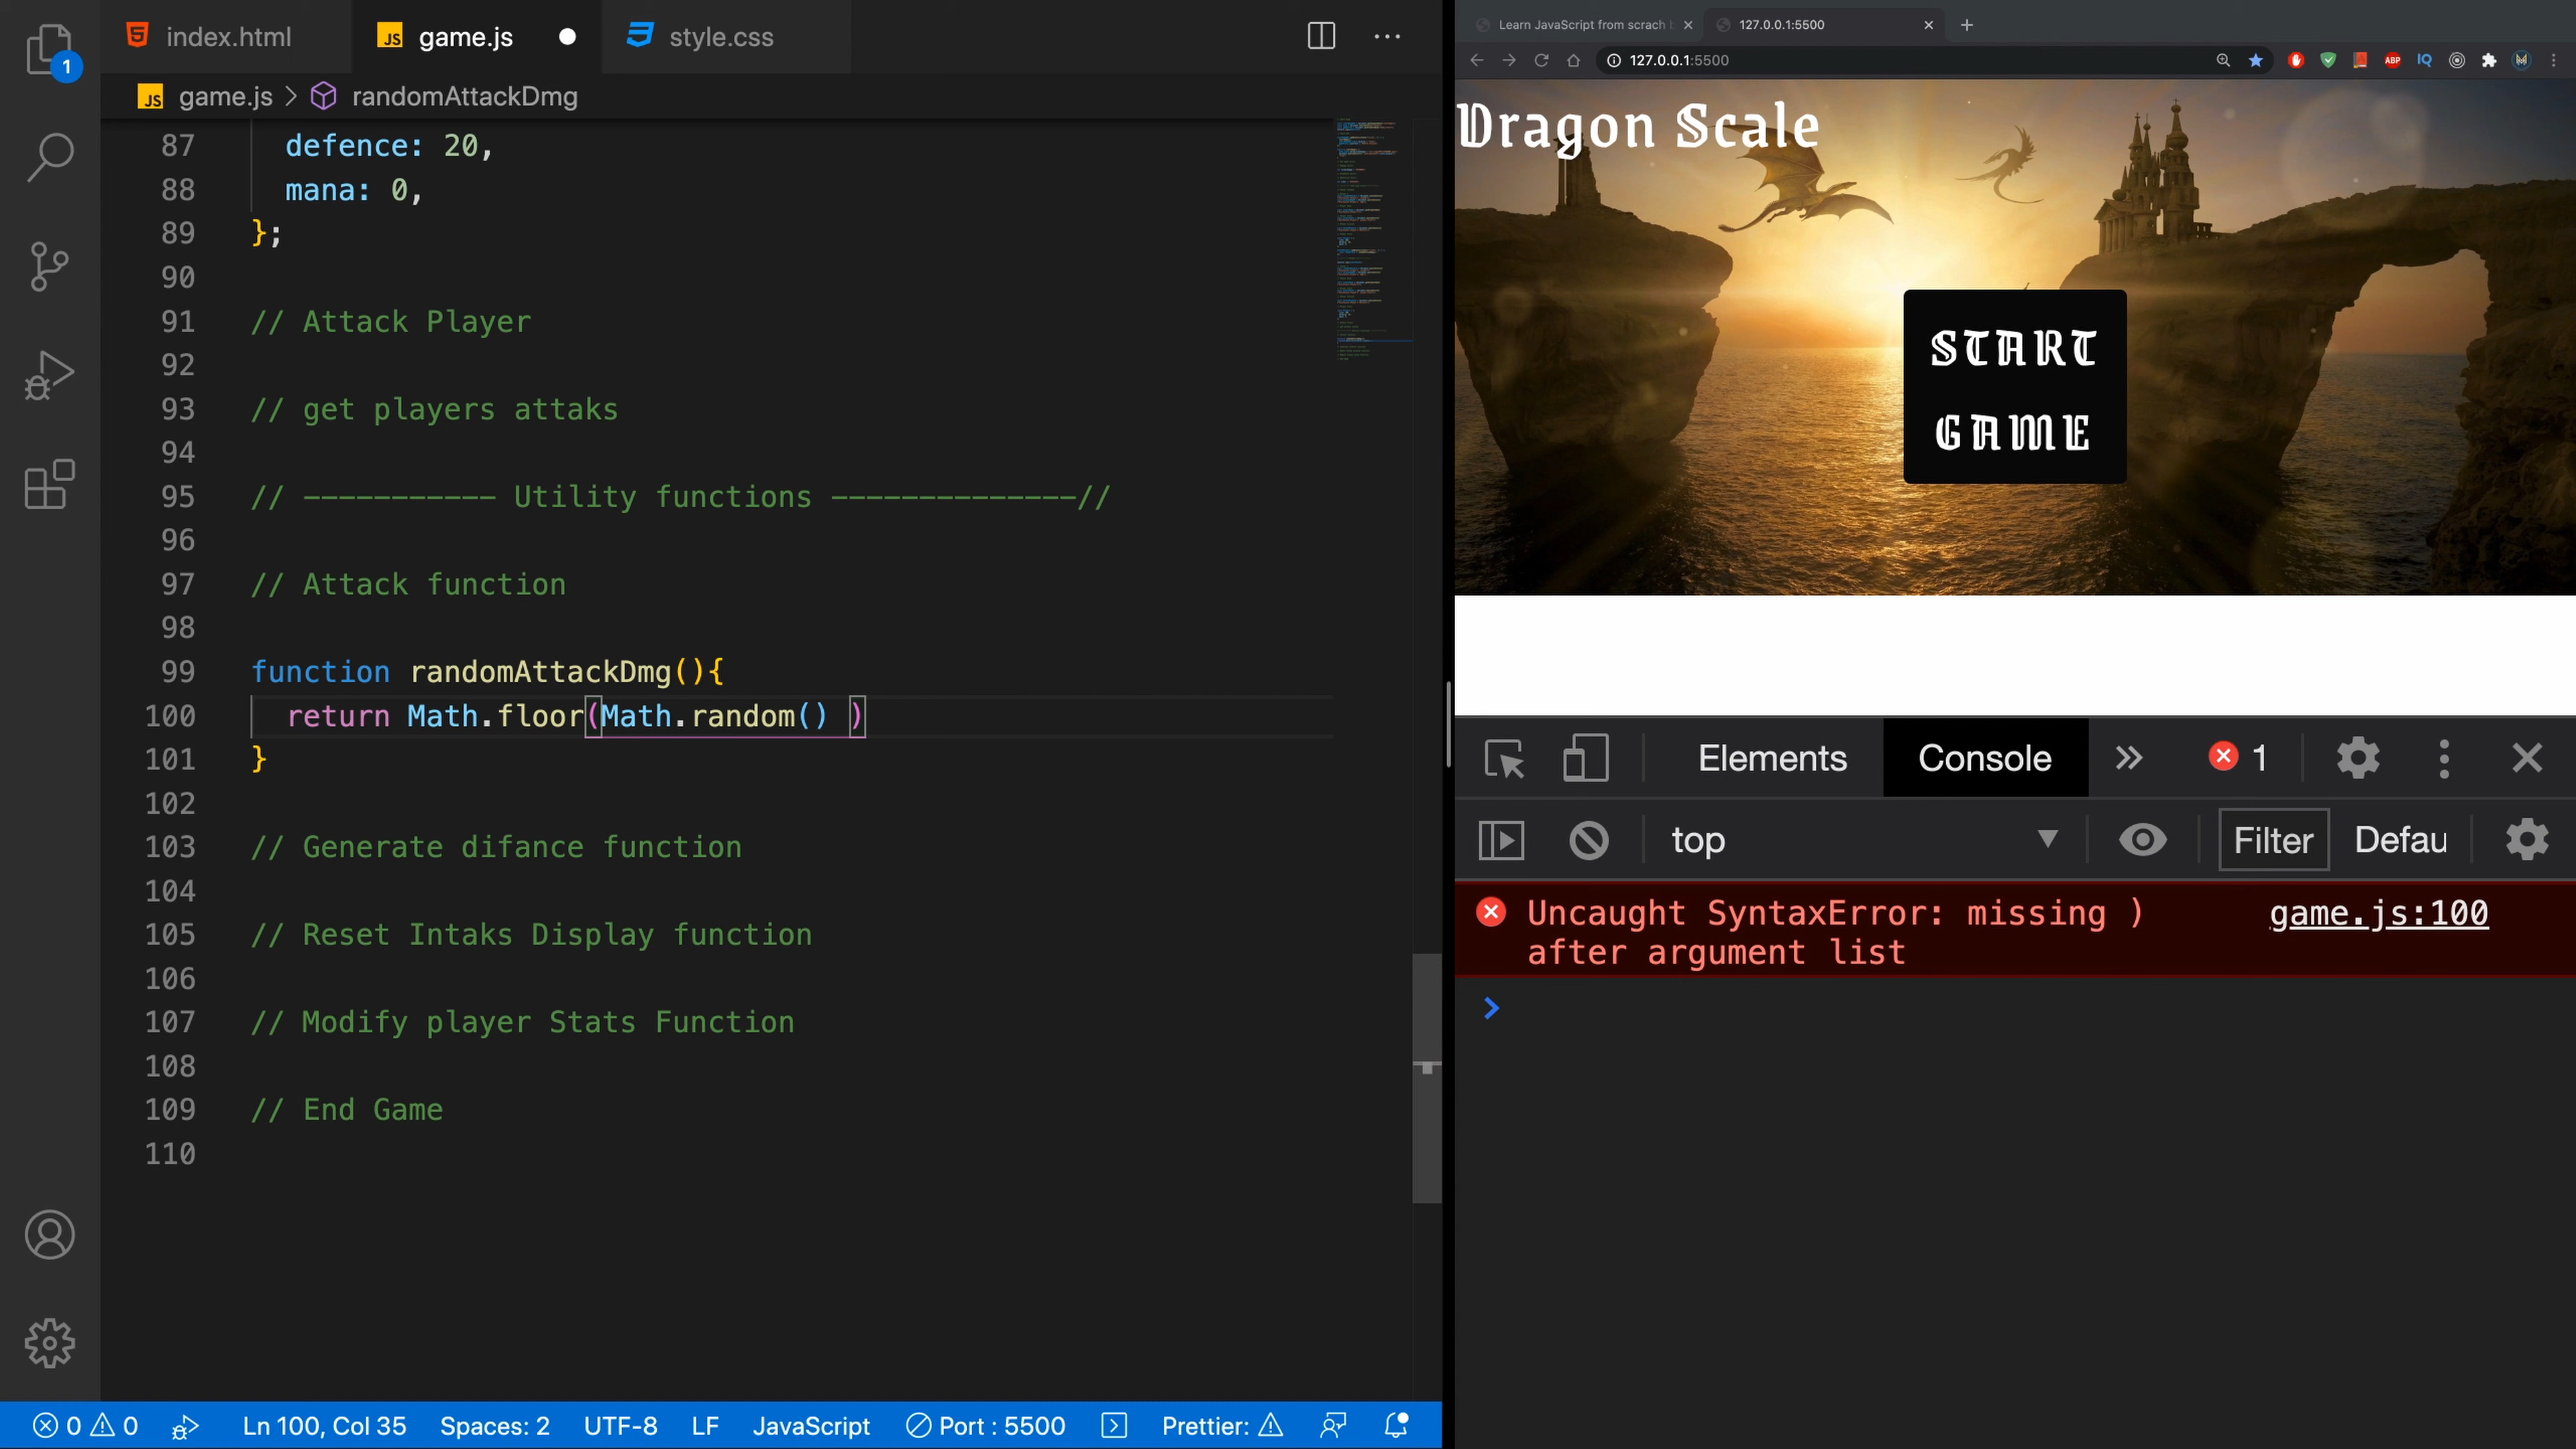 index.html
game.js
style.css
game.js > randomAttackDmg
87 defence: 20,
88 mana: 0,
89 };
90
91 // Attack Player
92
93 // get players attaks
94
95 // ----------- Utility functions --------------//
96
97 // Attack function
98
99 function randomAttackDmg(){
100 return Math.floor(Math.random() )
101 }
102
103 // Generate difance function
104
105 // Reset Intaks Display function
106
107 // Modify player Stats Function
108
109 // End Game
110
1
0 0 Ln 100, Col 35 Spaces: 2 UTF-8 LF JavaScript Port : 5500 Prettier:
Learn JavaScript from scrach
127.0.0.1:5500
127.0.0.1:5500
ABP IQ
Dragon Scale
START
GAME
Elements Console 1
top Filter Defau
Uncaught SyntaxError: missing ) game.js:100
after argument list